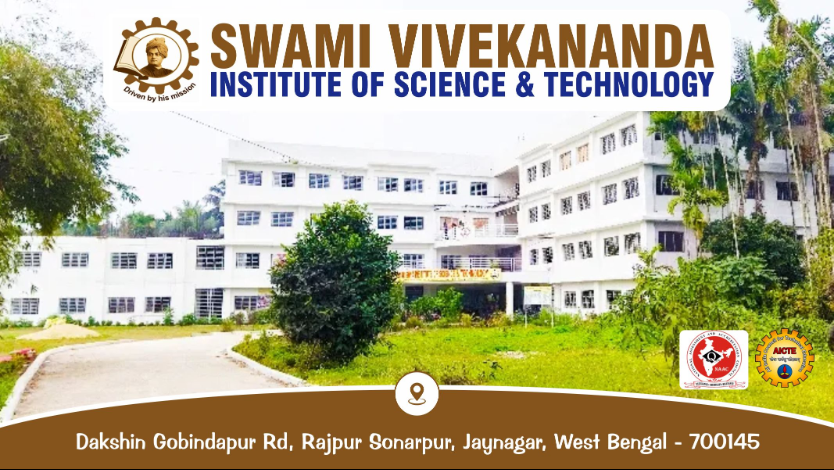 SWAMI VIVEKANANDA
INSTITUTE OF SCIENCE & TECHNOLOGY
Driven by his mission
NAAC
AICTE
Dakshin Gobindapur Rd, Rajpur Sonarpur, Jaynagar, West Bengal - 700145